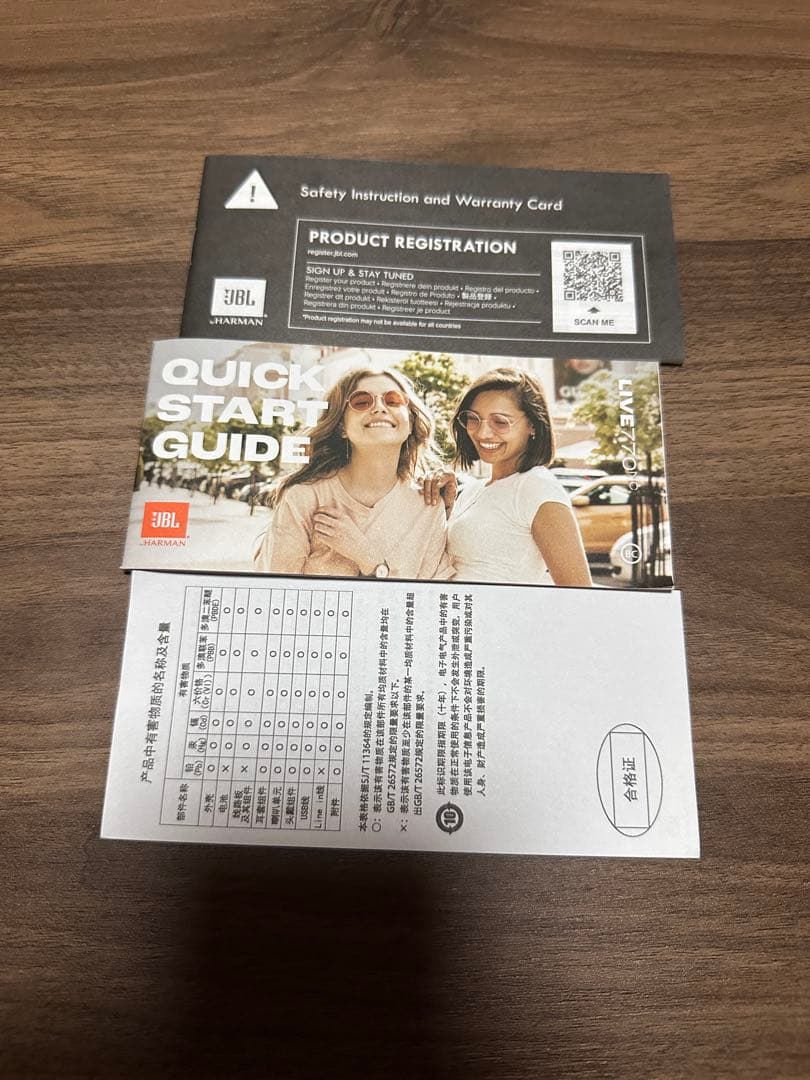 !
Safety Instruction and Warranty Card
PRODUCT REGISTRATION
register.jbl.com
SIGN UP & STAY TUNED
Register your product • Registriere dein produkt • Registro del producto •
Enregistrez votre produit • Registro de Produto • 製品登録 •
Registrer dit produkt • Rekisteröi tuotteesi • Rejestracja produktu •
Registrera din produkt • Registreer je product
*Product registration may not be available for all countries
SCAN ME
JBL
by HARMAN
QUICK
START
GUIDE
LIVE770NC
JBL
by HARMAN
产品中有害物质的名称及含量
部件名称
有害物质
铅
(Pb)
汞
(Hg)
镉
(Cd)
六价铬
(Cr(VI))
多溴联苯
(PBB)
多溴二苯醚
(PBDE)
外壳 ○ ○ ○ ○ ○ ○
电池 × ○ ○ ○ ○ ○
线路板
及其组件 × ○ ○ ○ ○ ○
耳套组件 ○ ○ ○ ○ ○ ○
喇叭单元 ○ ○ ○ ○ ○ ○
头戴组件 ○ ○ ○ ○ ○ ○
USB线 ○ ○ ○ ○ ○ ○
Line in线 × ○ ○ ○ ○ ○
附件 ○ ○ ○ ○ ○ ○
本表格依据SJ/T 11364的规定编制。
○: 表示该有害物质在该部件所有均质材料中的含量均在
GB/T 26572规定的限量要求以下。
×: 表示该有害物质至少在该部件的某一均质材料中的含量超
出GB/T 26572规定的限量要求。
10
此标识期限指期限（十年），电子电气产品中的有害
物质在正常使用的条件下不会发生外泄或突变，用户
使用该电子信息产品不会对环境造成严重污染或对其
人身、财产造成严重损害的期限。
合格证